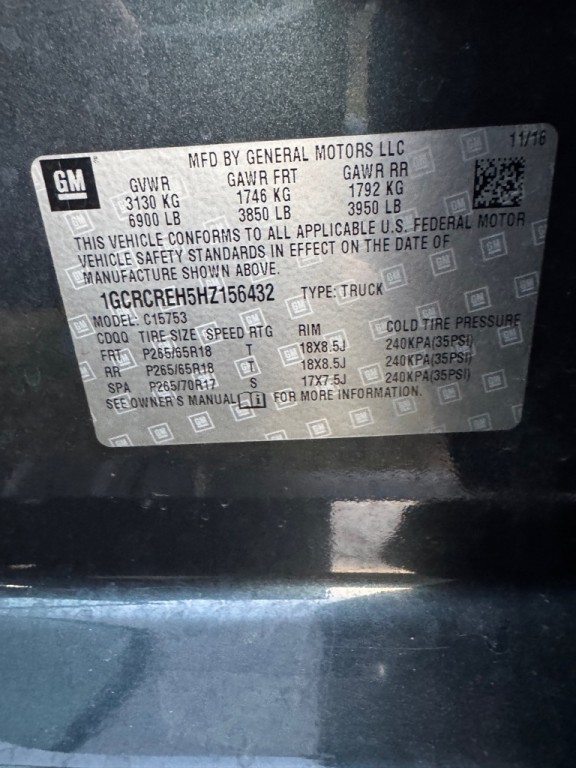 GM
MFD BY GENERAL MOTORS LLC
11/16
GVWR GAWR FRT GAWR RR
3130 KG 1746 KG 1792 KG
6900 LB 3850 LB 3950 LB
THIS VEHICLE CONFORMS TO ALL APPLICABLE U.S. FEDERAL MOTOR
VEHICLE SAFETY STANDARDS IN EFFECT ON THE DATE OF
MANUFACTURE SHOWN ABOVE.
1GCRCREH5HZ156432 TYPE: TRUCK
MODEL: C15753
CDOQ TIRE SIZE SPEED RTG RIM COLD TIRE PRESSURE
FRT P265/65R18 T 18X8.5J 240KPA(35PSI)
RR P265/65R18 T 18X8.5J 240KPA(35PSI)
SPA P265/70R17 S 17X7.5J 240KPA(35PSI)
SEE OWNER'S MANUAL i FOR MORE INFORMATION.